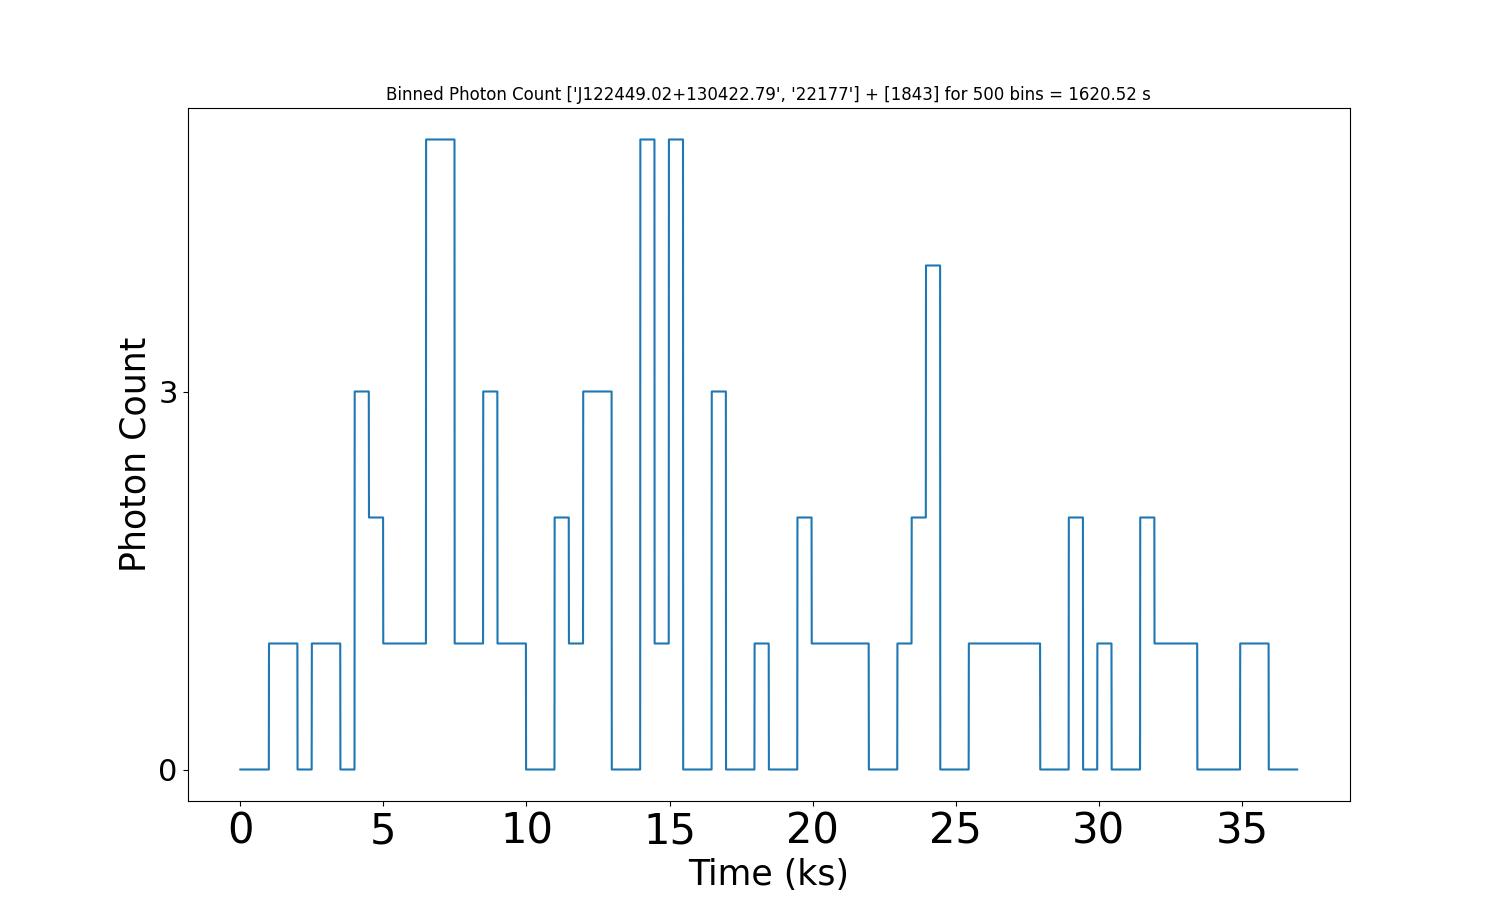 Binned Photon Count ['J122449.02+130422.79', '22177'] + [1843] for 500 bins = 1620.52 s
Photon Count
3
0
0 5 10 15 20 25 30 35
Time (ks)